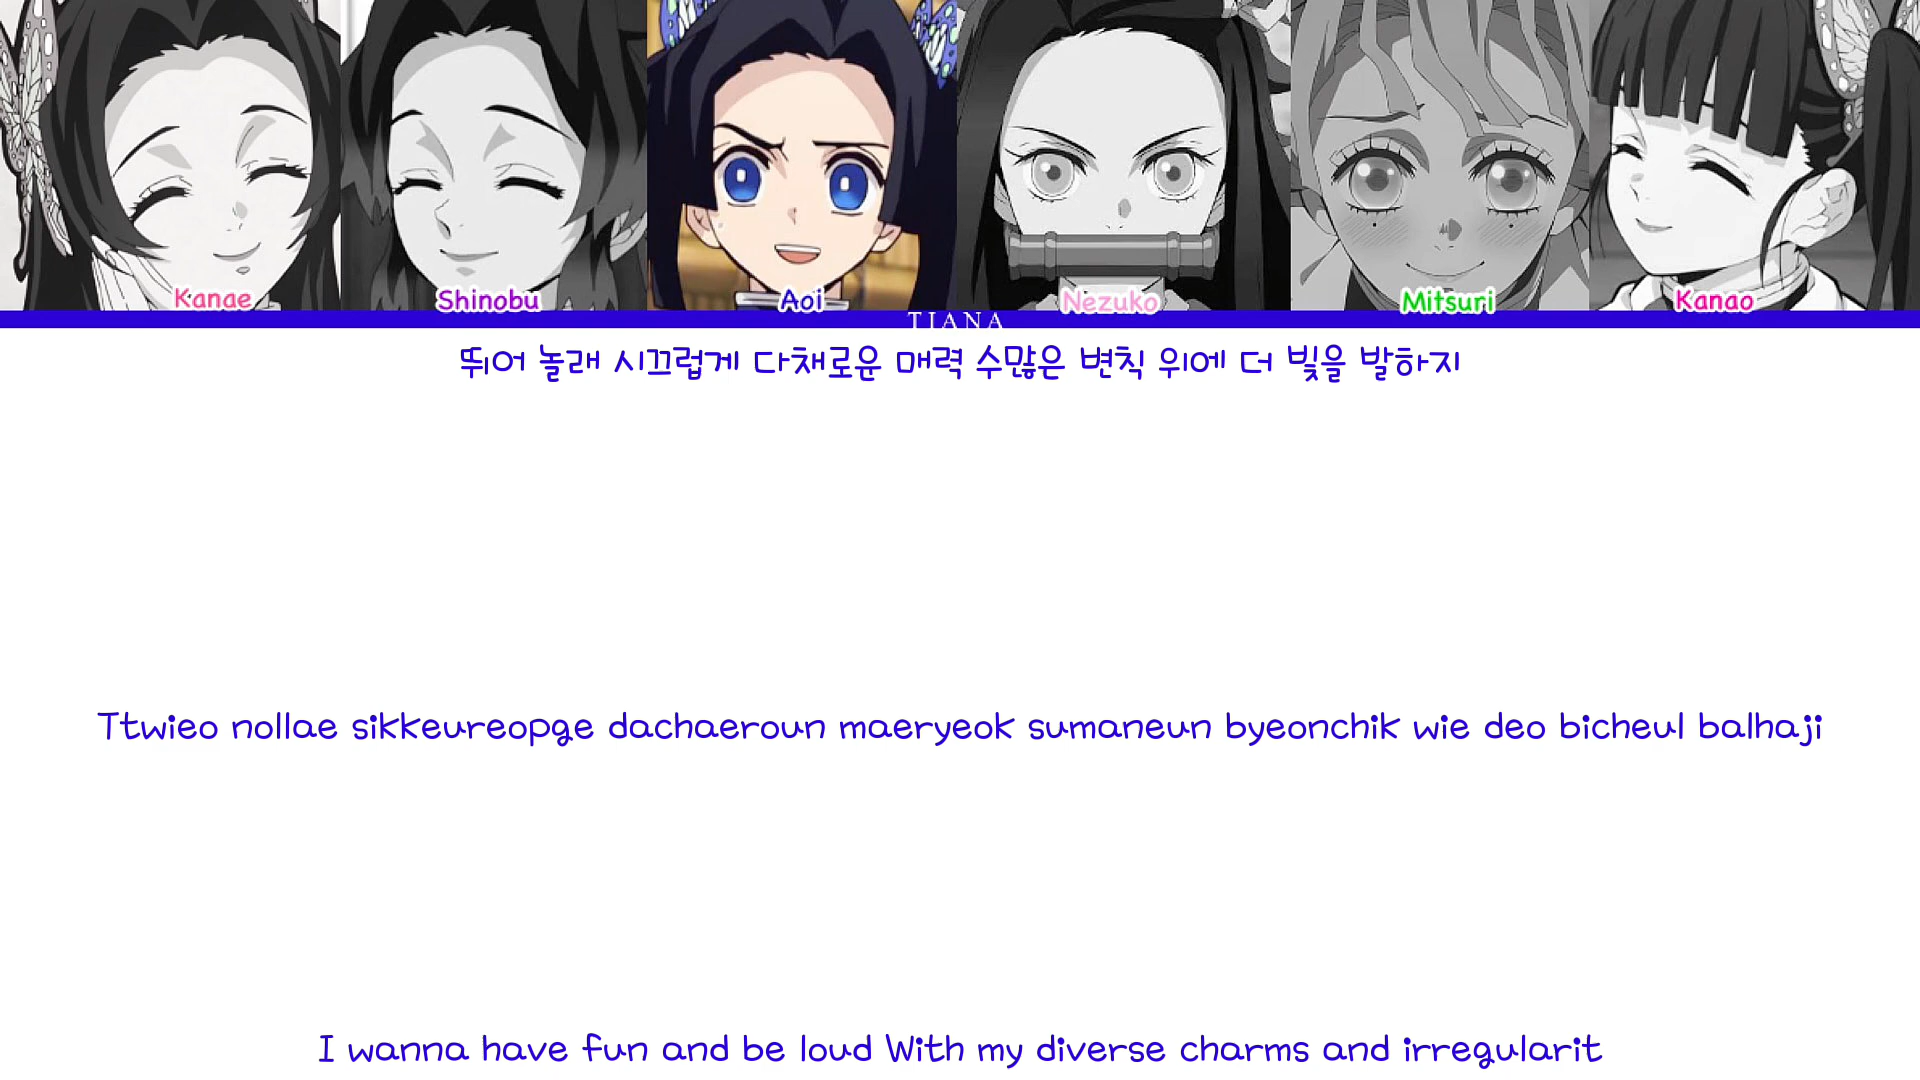 Kanae Shinobu Aoi Nezuko Mitsuri Kanao
TIANA
뛰어 놀래 시끄럽게 다채로운 매력 수많은 변칙 위에 더 빛을 발하지
Ttwieo nollae sikkeureopge dachaeroun maeryeok sumaneun byeonchik wie deo bicheul balhaji
I wanna have fun and be loud With my diverse charms and irregularit